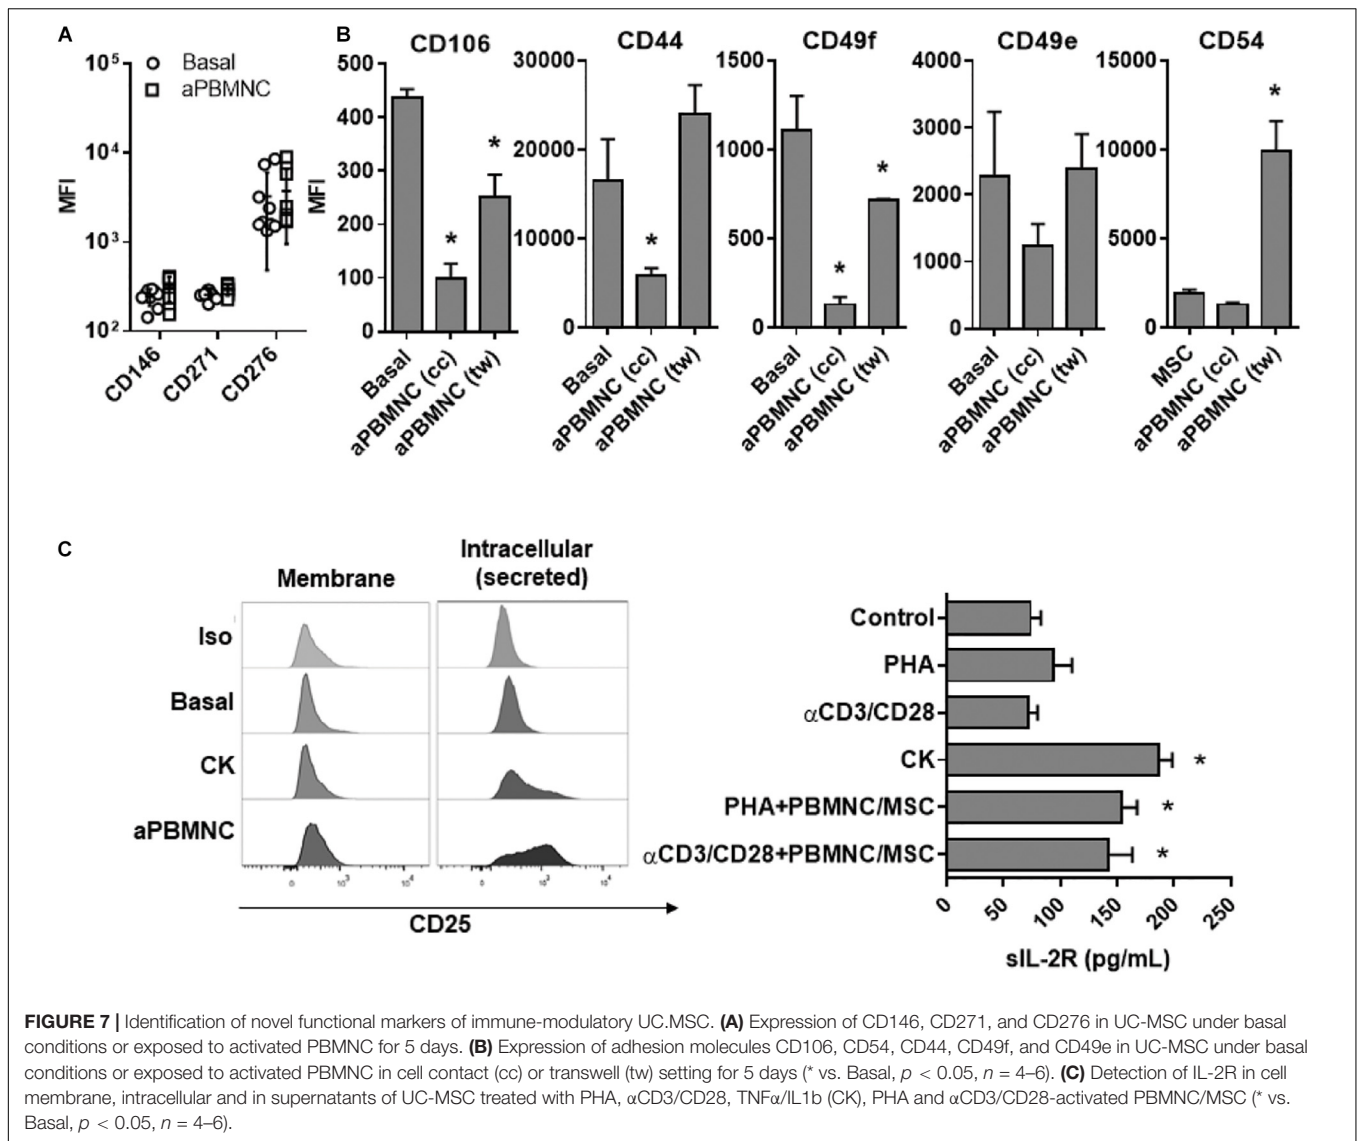 A
Basal
aPBMNC
10⁵
10⁴
10³
10²
MFI
CD146
CD271
CD276
B
CD106
500
400
300
200
100
0
MFI
*
*
Basal
aPBMNC (cc)
aPBMNC (tw)
CD44
30000
20000
10000
0
*
Basal
aPBMNC (cc)
aPBMNC (tw)
CD49f
1500
1000
500
0
*
*
Basal
aPBMNC (cc)
aPBMNC (tw)
CD49e
4000
3000
2000
1000
0
Basal
aPBMNC (cc)
aPBMNC (tw)
CD54
15000
10000
5000
0
*
MSC
aPBMNC (cc)
aPBMNC (tw)
C
Membrane
Intracellular
(secreted)
Iso
Basal
CK
aPBMNC
0 10³ 10⁴
0 10³ 10⁴
CD25
Control
PHA
αCD3/CD28
CK *
PHA+PBMNC/MSC *
αCD3/CD28+PBMNC/MSC *
0 50 100 150 200 250
sIL-2R (pg/mL)
FIGURE 7 | Identification of novel functional markers of immune-modulatory UC.MSC. (A) Expression of CD146, CD271, and CD276 in UC-MSC under basal
conditions or exposed to activated PBMNC for 5 days. (B) Expression of adhesion molecules CD106, CD54, CD44, CD49f, and CD49e in UC-MSC under basal
conditions or exposed to activated PBMNC in cell contact (cc) or transwell (tw) setting for 5 days (* vs. Basal, p < 0.05, n = 4–6). (C) Detection of IL-2R in cell
membrane, intracellular and in supernatants of UC-MSC treated with PHA, αCD3/CD28, TNFα/IL1b (CK), PHA and αCD3/CD28-activated PBMNC/MSC (* vs.
Basal, p < 0.05, n = 4–6).